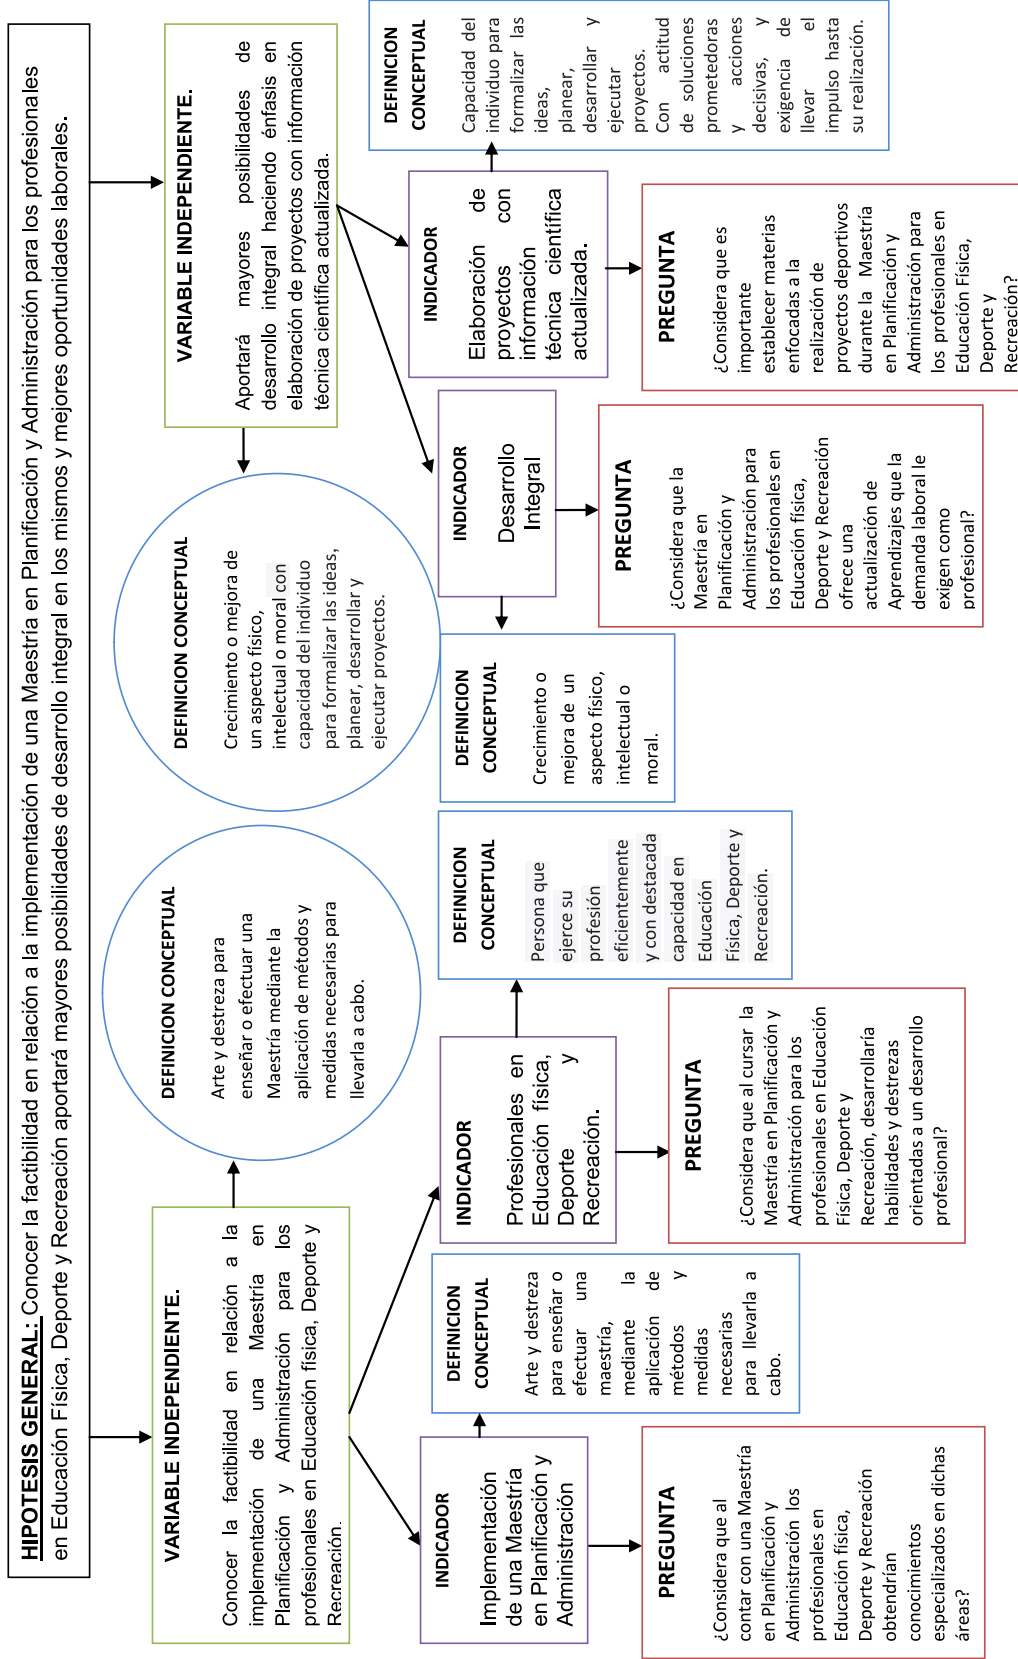 HIPOTESIS GENERAL: Conocer la factibilidad en relación a la implementación de una Maestría en Planificación y Administración para los profesionales
en Educación Física, Deporte y Recreación aportará mayores posibilidades de desarrollo integral en los mismos y mejores oportunidades laborales.
VARIABLE INDEPENDIENTE.
Conocer la factibilidad en relación a la
implementación de una Maestría en
Planificación y Administración para los
profesionales en Educación física, Deporte y
Recreación.
DEFINICION CONCEPTUAL
Arte y destreza para
enseñar o efectuar una
Maestría mediante la
aplicación de métodos y
medidas necesarias para
llevarla a cabo.
DEFINICION CONCEPTUAL
Crecimiento o mejora de
un aspecto físico,
intelectual o moral con
capacidad del individuo
para formalizar las ideas,
planear, desarrollar y
ejecutar proyectos.
VARIABLE INDEPENDIENTE.
Aportará mayores posibilidades de
desarrollo integral haciendo énfasis en
elaboración de proyectos con información
técnica científica actualizada.
INDICADOR
Implementación
de una Maestría
en Planificación y
Administración
DEFINICION
CONCEPTUAL
Arte y destreza
para enseñar o
efectuar una
maestría,
mediante la
aplicación de
métodos y
medidas
necesarias
para llevarla a
cabo.
INDICADOR
Profesionales en
Educación física,
Deporte y
Recreación.
DEFINICION
CONCEPTUAL
Persona que
ejerce su
profesión
eficientemente
y con destacada
capacidad en
Educación
Física, Deporte y
Recreación.
DEFINICION
CONCEPTUAL
Crecimiento o
mejora de un
aspecto físico,
intelectual o
moral.
INDICADOR
Desarrollo
Integral
INDICADOR
Elaboración de
proyectos con
información
técnica científica
actualizada.
DEFINICION
CONCEPTUAL
Capacidad del
individuo para
formalizar las
ideas,
planear,
desarrollar y
ejecutar
proyectos.
Con actitud
de soluciones
prometedoras
y acciones
decisivas, y
exigencia de
llevar el
impulso hasta
su realización.
PREGUNTA
¿Considera que al
contar con una Maestría
en Planificación y
Administración los
profesionales en
Educación física,
Deporte y Recreación
obtendrían
conocimientos
especializados en dichas
áreas?
PREGUNTA
¿Considera que al cursar la
Maestría en Planificación y
Administración para los
profesionales en Educación
Física, Deporte y
Recreación, desarrollaría
habilidades y destrezas
orientadas a un desarrollo
profesional?
PREGUNTA
¿Considera que la
Maestría en
Planificación y
Administración para
los profesionales en
Educación física,
Deporte y Recreación
ofrece una
actualización de
Aprendizajes que la
demanda laboral le
exigen como
profesional?
PREGUNTA
¿Considera que es
importante
establecer materias
enfocadas a la
realización de
proyectos deportivos
durante la Maestría
en Planificación y
Administración para
los profesionales en
Educación Física,
Deporte y
Recreación?